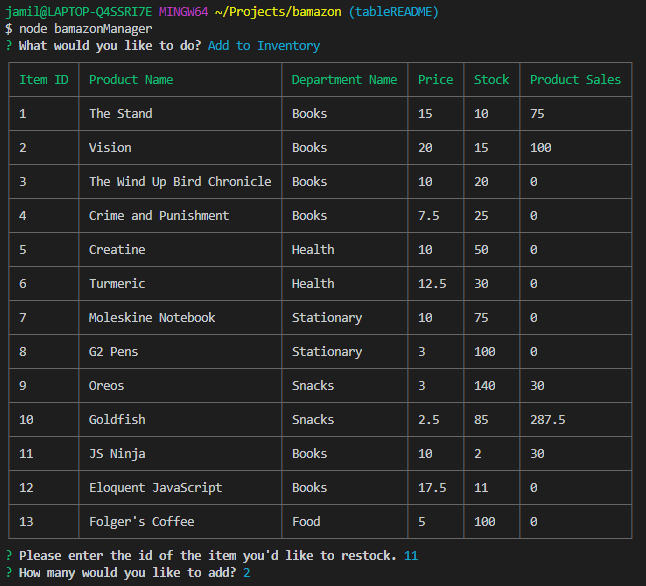 jamil@LAPTOP-Q4SSRI7E MINGW64 ~/Projects/bamazon (tableREADME)
$ node bamazonManager
? What would you like to do? Add to Inventory
Item ID Product Name Department Name Price Stock Product Sales
1 The Stand Books 15 10 75
2 Vision Books 20 15 100
3 The Wind Up Bird Chronicle Books 10 20 0
4 Crime and Punishment Books 7.5 25 0
5 Creatine Health 10 50 0
6 Turmeric Health 12.5 30 0
7 Moleskine Notebook Stationary 10 75 0
8 G2 Pens Stationary 3 100 0
9 Oreos Snacks 3 140 30
10 Goldfish Snacks 2.5 85 287.5
11 JS Ninja Books 10 2 30
12 Eloquent JavaScript Books 17.5 11 0
13 Folger's Coffee Food 5 100 0
? Please enter the id of the item you'd like to restock. 11
? How many would you like to add? 2